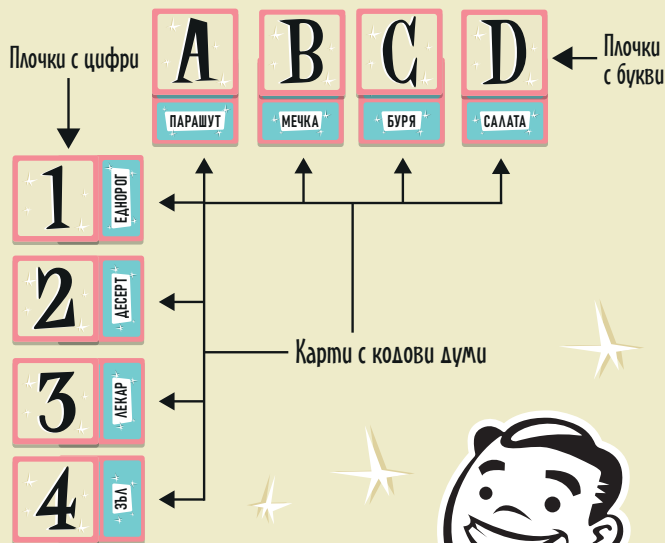 Плочки с цифри
A B C D
Плочки
с букви
ПАРАШУТ МЕЧКА БУРЯ САЛАТА
1 ЕДНОРОГ
2 ДЕСЕРТ
Карти с кодови думи
3 ЛЕКАР
4 ЗЪЛ